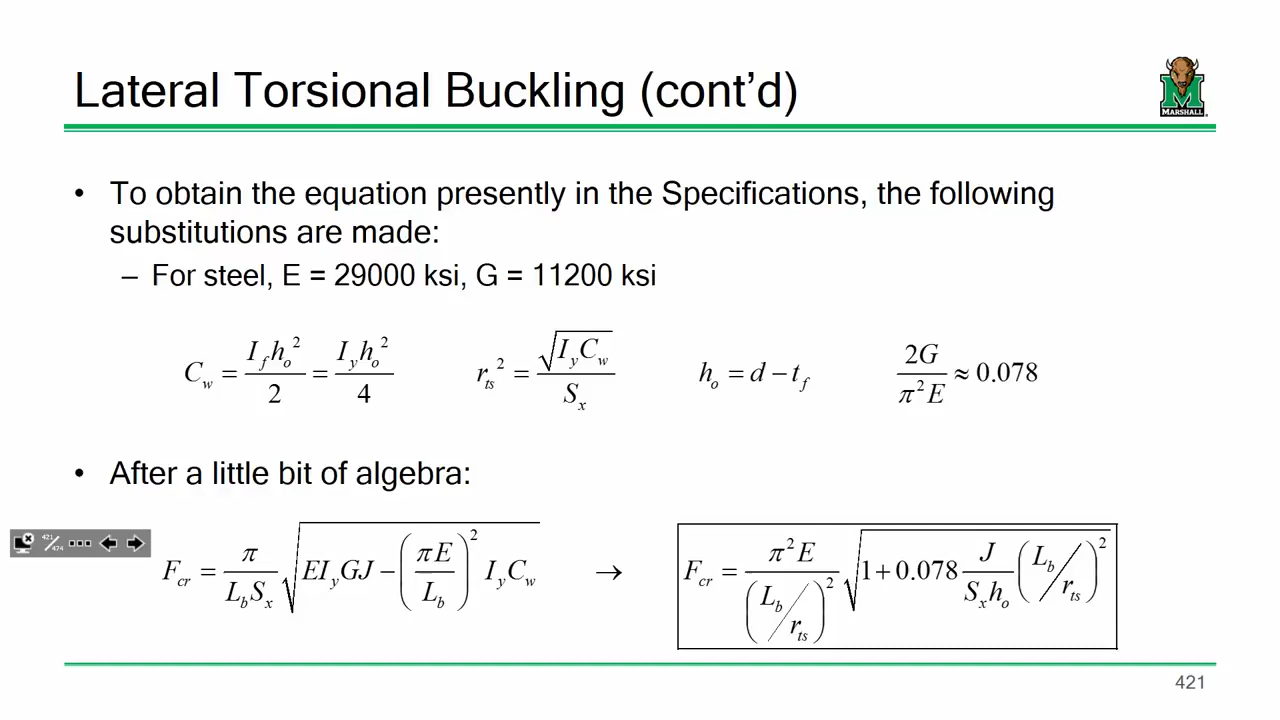 Lateral Torsional Buckling (cont'd)
MARSHALL
• To obtain the equation presently in the Specifications, the following
substitutions are made:
– For steel, E = 29000 ksi, G = 11200 ksi
C_w = I_f h_o^2 / 2 = I_y h_o^2 / 4    r_ts^2 = √(I_y C_w) / S_x    h_o = d − t_f    2G / (π^2 E) ≈ 0.078
• After a little bit of algebra:
421/474
F_cr = π / (L_b S_x) √(E I_y G J − (πE / L_b)^2 I_y C_w) → F_cr = π^2 E / (L_b / r_ts)^2 √(1 + 0.078 J / (S_x h_o) (L_b / r_ts)^2)
421